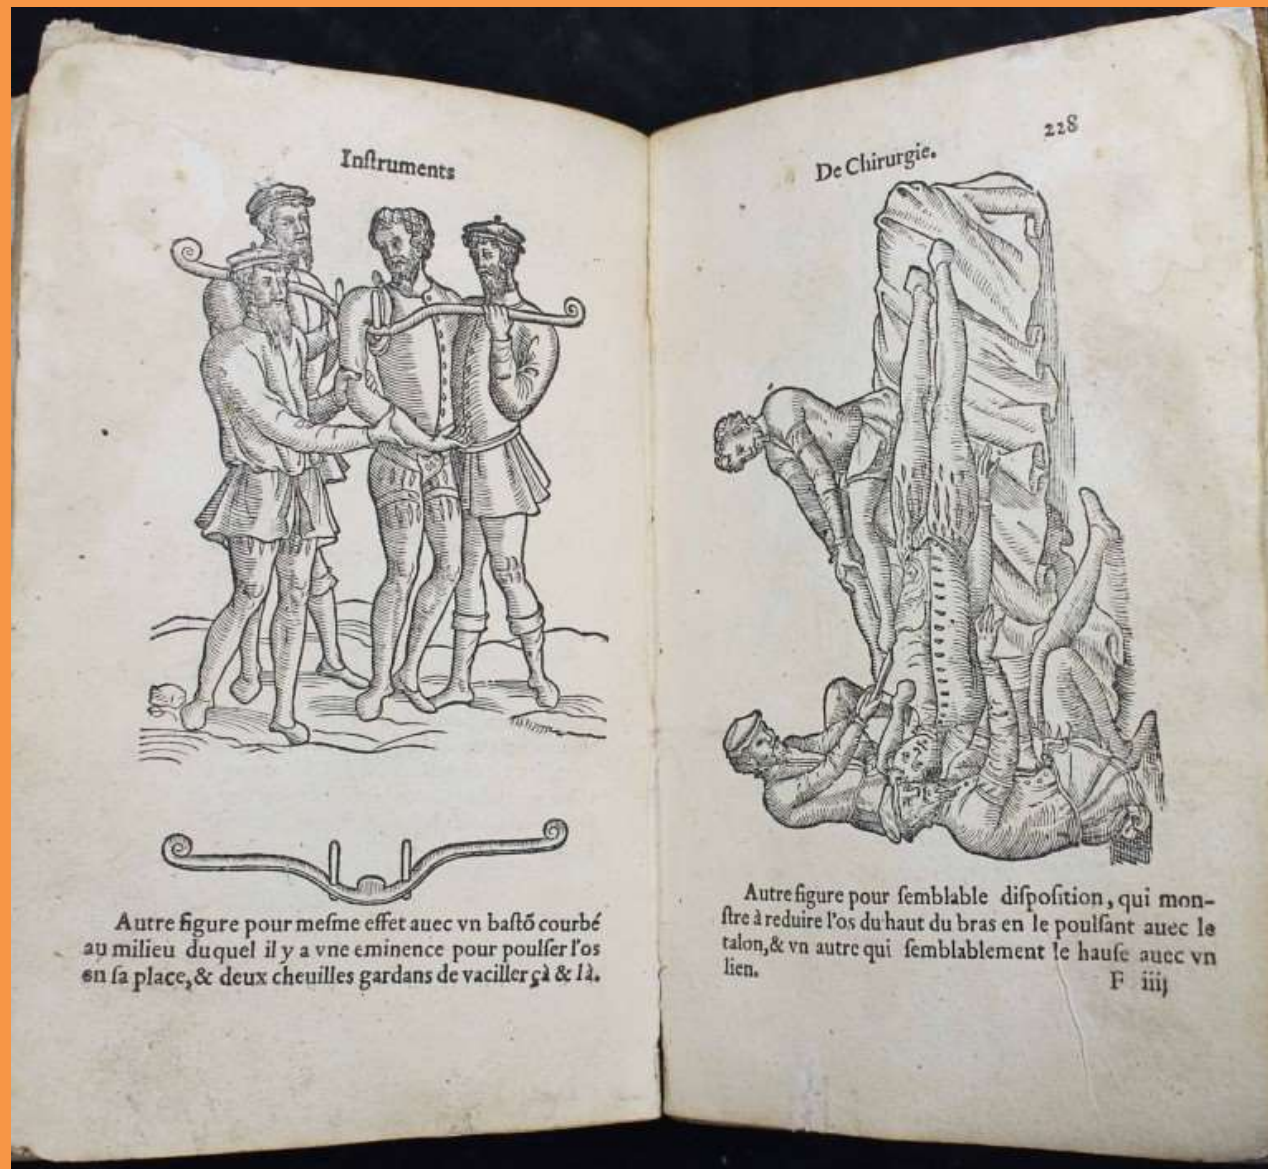 Inſtruments
Autre figure pour meſme effet auec vn baſtõ courbé
au milieu duquel il y a vne eminence pour poulſer l'os
en ſa place, & deux cheuilles gardans de vaciller çà & là.
228
De Chirurgie.
Autre figure pour ſemblable diſpoſition, qui mon-
ſtre à reduire l'os du haut du bras en le poulſant auec le
talon, & vn autre qui ſemblablement le hauſe auec vn
lien.
F iiij